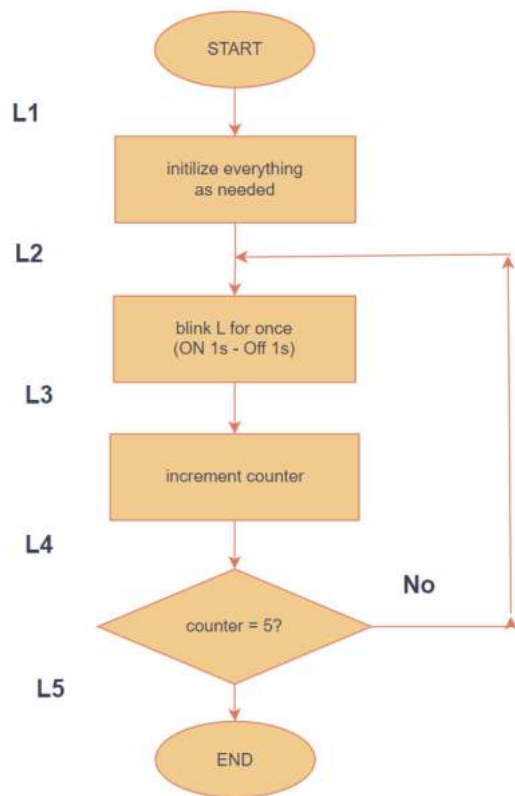 START
L1
initilize everything
as needed
L2
blink L for once
(ON 1s - Off 1s)
L3
increment counter
L4
No
counter = 5?
L5
END